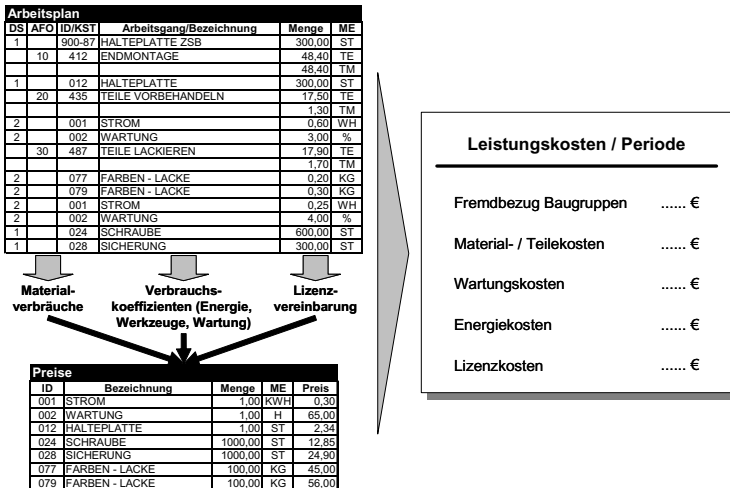 Arbeitsplan
DS AFO ID/KST Arbeitsgang/Bezeichnung Menge ME
1 900-87 HALTEPLATTE ZSB 300,00 ST
10 412 ENDMONTAGE 48,40 TE
48,40 TM
1 012 HALTEPLATTE 300,00 ST
20 435 TEILE VORBEHANDELN 17,50 TE
1,30 TM
2 001 STROM 0,60 WH
2 002 WARTUNG 3,00 %
30 487 TEILE LACKIEREN 17,90 TE
1,70 TM
2 077 FARBEN - LACKE 0,20 KG
2 079 FARBEN - LACKE 0,30 KG
2 001 STROM 0,25 WH
2 002 WARTUNG 4,00 %
1 024 SCHRAUBE 600,00 ST
1 028 SICHERUNG 300,00 ST
Material-
verbräuche
Verbrauchs-
koeffizienten (Energie,
Werkzeuge, Wartung)
Lizenz-
vereinbarung
Preise
ID Bezeichnung Menge ME Preis
001 STROM 1,00 KWH 0,30
002 WARTUNG 1,00 H 65,00
012 HALTEPLATTE 1,00 ST 2,34
024 SCHRAUBE 1000,00 ST 12,85
028 SICHERUNG 1000,00 ST 24,90
077 FARBEN - LACKE 100,00 KG 45,00
079 FARBEN - LACKE 100,00 KG 56,00
Leistungskosten / Periode
Fremdbezug Baugruppen ...... €
Material- / Teilekosten ...... €
Wartungskosten ...... €
Energiekosten ...... €
Lizenzkosten ...... €